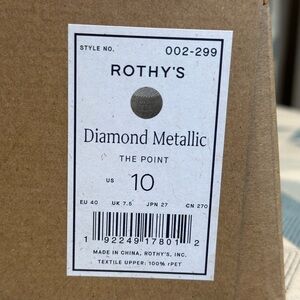 STYLE NO. 002-299
ROTHY'S
Diamond Metallic
THE POINT
US 10
EU 40 UK 7.5 JPN 27 CN 270
1 92249 17801 2
MADE IN CHINA, ROTHY'S, INC.
TEXTILE UPPER: 100% rPET